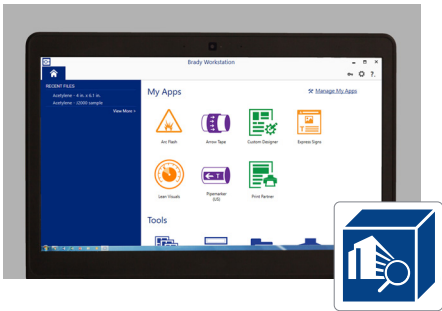 Brady Workstation
RECENT FILES
Acetylene - 4 in. x 6.1 in.
Acetylene - J2000 sample
View More >
My Apps
Manage My Apps
Arc Flash
Arrow Tape
Custom Designer
Express Signs
Lean Visuals
Pipemarker
(US)
Print Partner
Tools